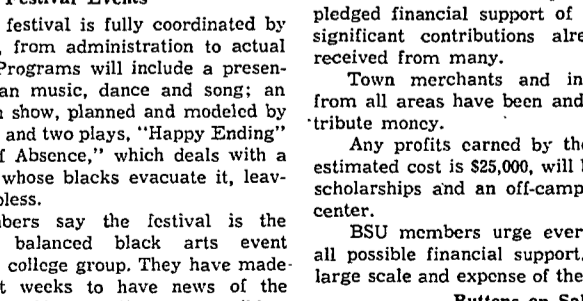 Festival Events
festival is fully coordinated by
, from administration to actual
Programs will include a presen-
an music, dance and song; an
show, planned and modeled by
and two plays, "Happy Ending"
f Absence," which deals with a
whose blacks evacuate it, leav-
pless.
bers say the festival is the
balanced black arts event
college group. They have made
t weeks to have news of the
pledged financial support of
significant contributions alre
received from many.
Town merchants and in
from all areas have been and
tribute money.
Any profits earned by the
estimated cost is $25,000, will
scholarships and an off-camp
center.
BSU members urge ever
all possible financial support.
large scale and expense of the
Buttons on Sal